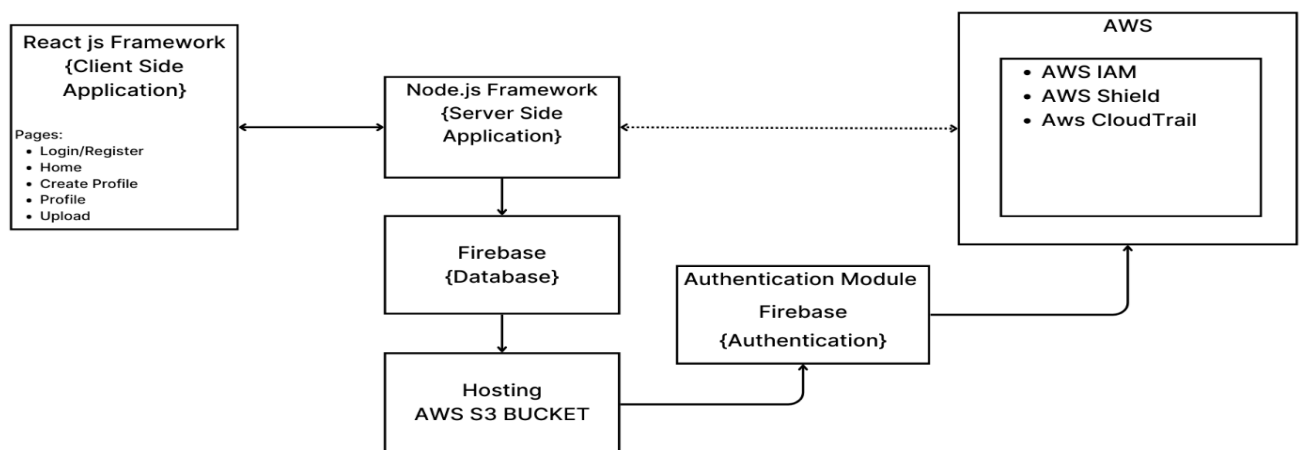 React js Framework
{Client Side
Application}
Pages:
• Login/Register
• Home
• Create Profile
• Profile
• Upload
Node.js Framework
{Server Side
Application}
Firebase
{Database}
Hosting
AWS S3 BUCKET
Authentication Module
Firebase
{Authentication}
AWS
• AWS IAM
• AWS Shield
• Aws CloudTrail